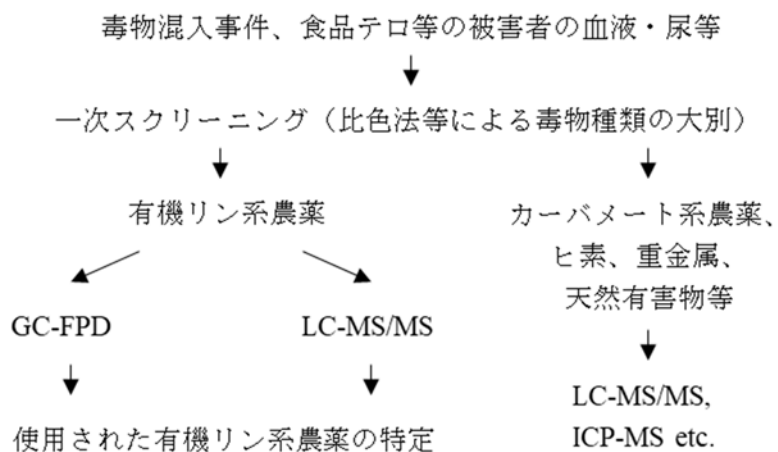 毒物混入事件、食品テロ等の被害者の血液・尿等
一次スクリーニング（比色法等による毒物種類の大別）
有機リン系農薬
カーバメート系農薬、
ヒ素、重金属、
天然有害物等
GC-FPD
LC-MS/MS
使用された有機リン系農薬の特定
LC-MS/MS,
ICP-MS etc.